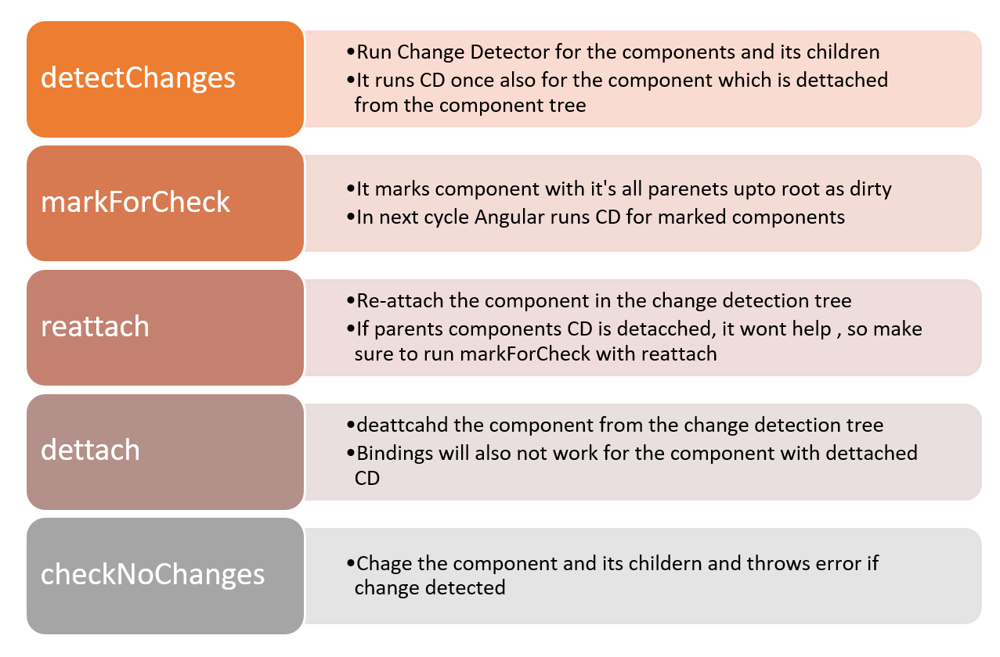 detectChanges
•Run Change Detector for the components and its children
•It runs CD once also for the component which is dettached
from the component tree
markForCheck
•It marks component with it's all parenets upto root as dirty
•In next cycle Angular runs CD for marked components
reattach
•Re-attach the component in the change detection tree
•If parents components CD is detacched, it wont help , so make
sure to run markForCheck with reattach
dettach
•deattcahd the component from the change detection tree
•Bindings will also not work for the component with dettached
CD
checkNoChanges
•Chage the component and its childern and throws error if
change detected